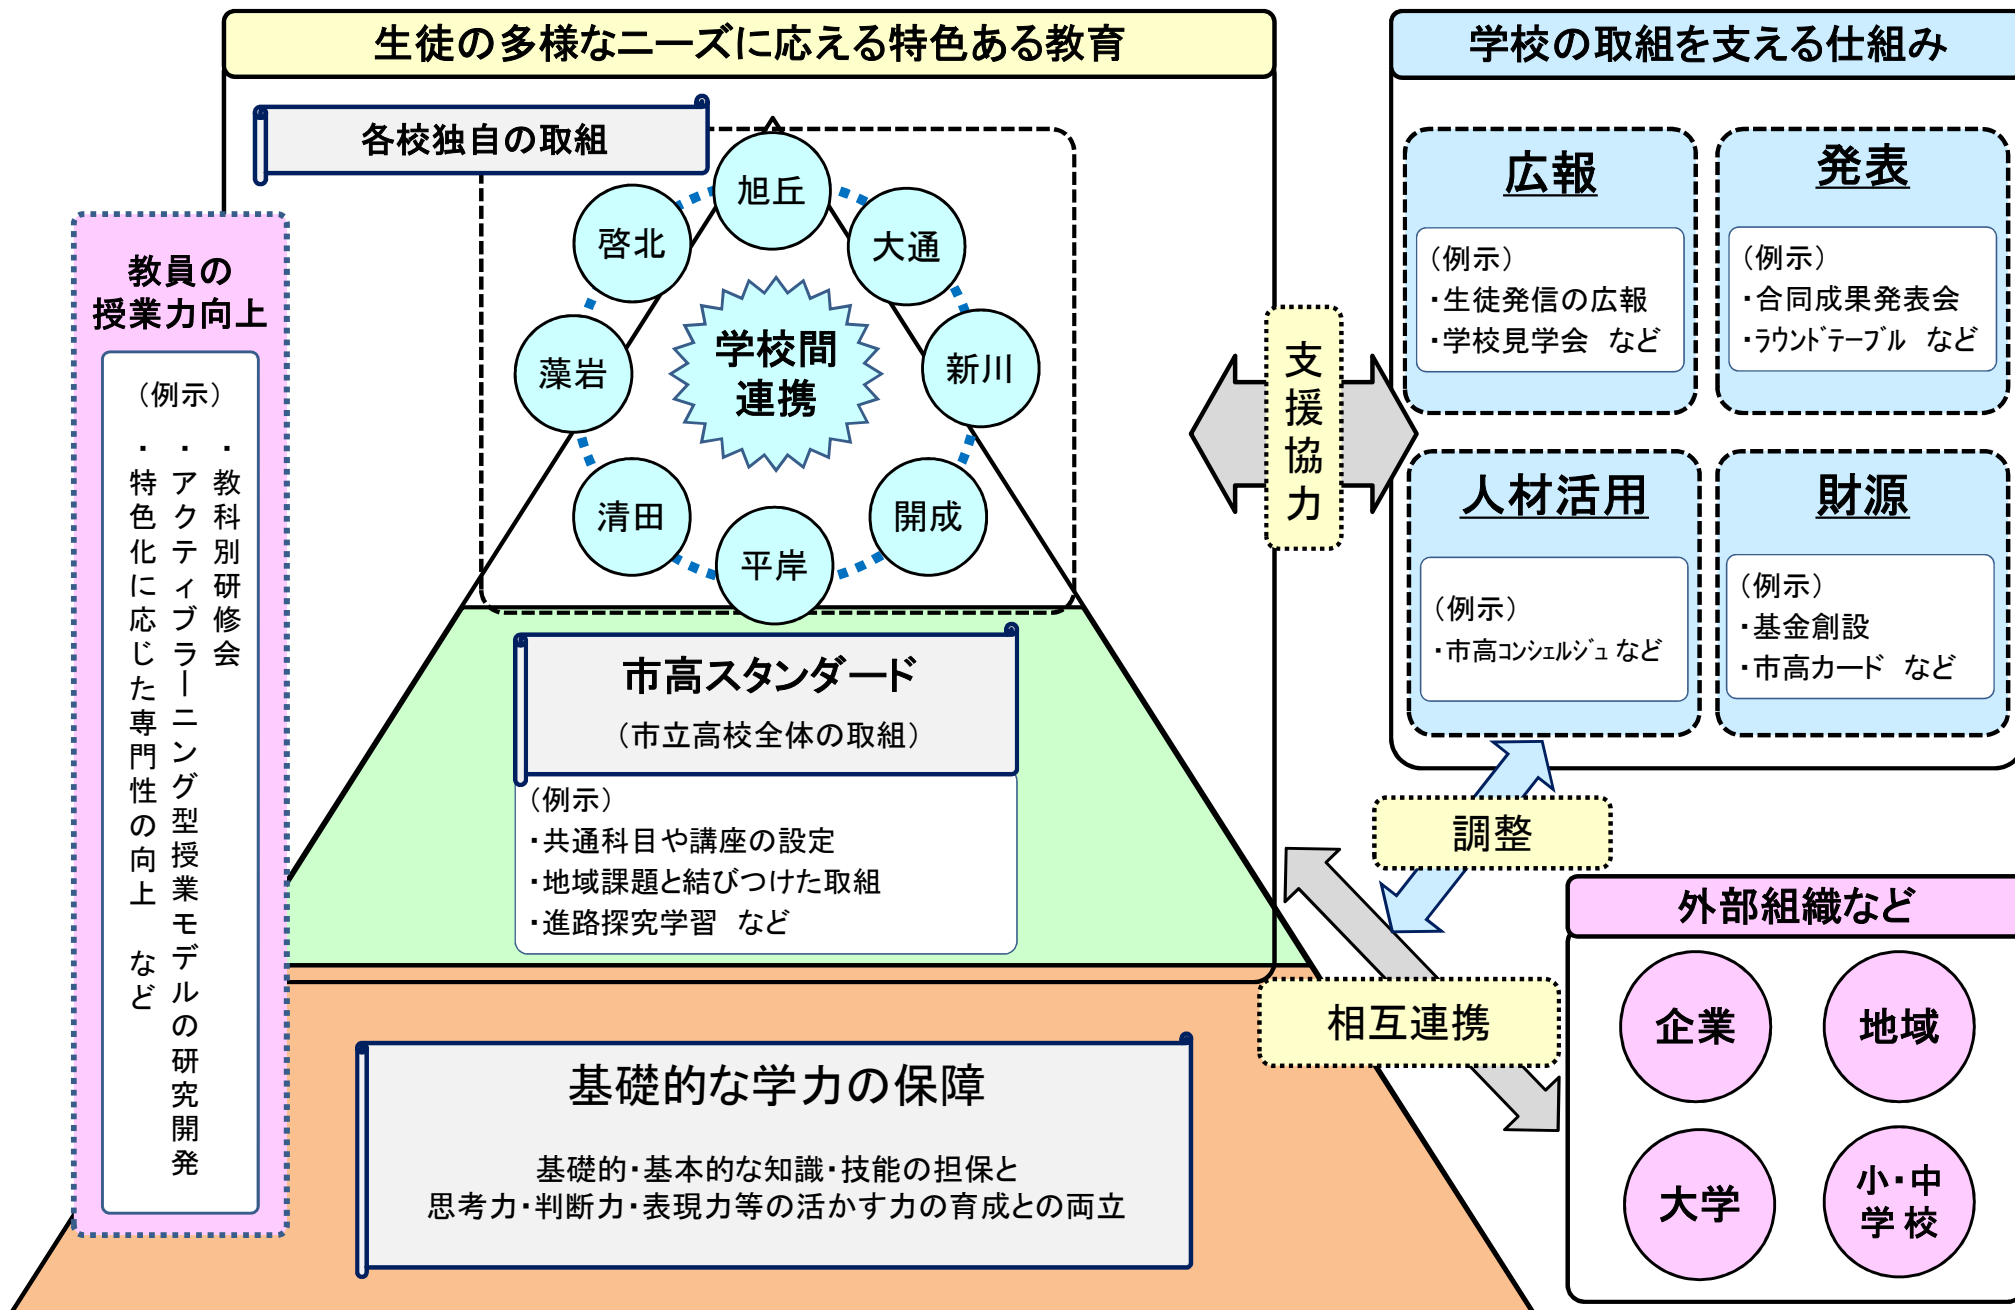 生徒の多様なニーズに応える特色ある教育
各校独自の取組
旭丘
啓北
大通
藻岩
新川
清田
開成
平岸
学校間
連携
市高スタンダード
（市立高校全体の取組）
（例示）
・共通科目や講座の設定
・地域課題と結びつけた取組
・進路探究学習　など
基礎的な学力の保障
基礎的・基本的な知識・技能の担保と
思考力・判断力・表現力等の活かす力の育成との両立
教員の
授業力向上
（例示）
・教科別研修会
・アクティブラーニング型授業モデルの研究開発
・特色化に応じた専門性の向上　など
支援協力
学校の取組を支える仕組み
広報
（例示）
・生徒発信の広報
・学校見学会　など
発表
（例示）
・合同成果発表会
・ﾗｳﾝﾄﾞﾃｰﾌﾞﾙ　など
人材活用
（例示）
・市高ｺﾝｼｪﾙｼﾞｭ など
財源
（例示）
・基金創設
・市高カード　など
調整
相互連携
外部組織など
企業
地域
大学
小・中
学校